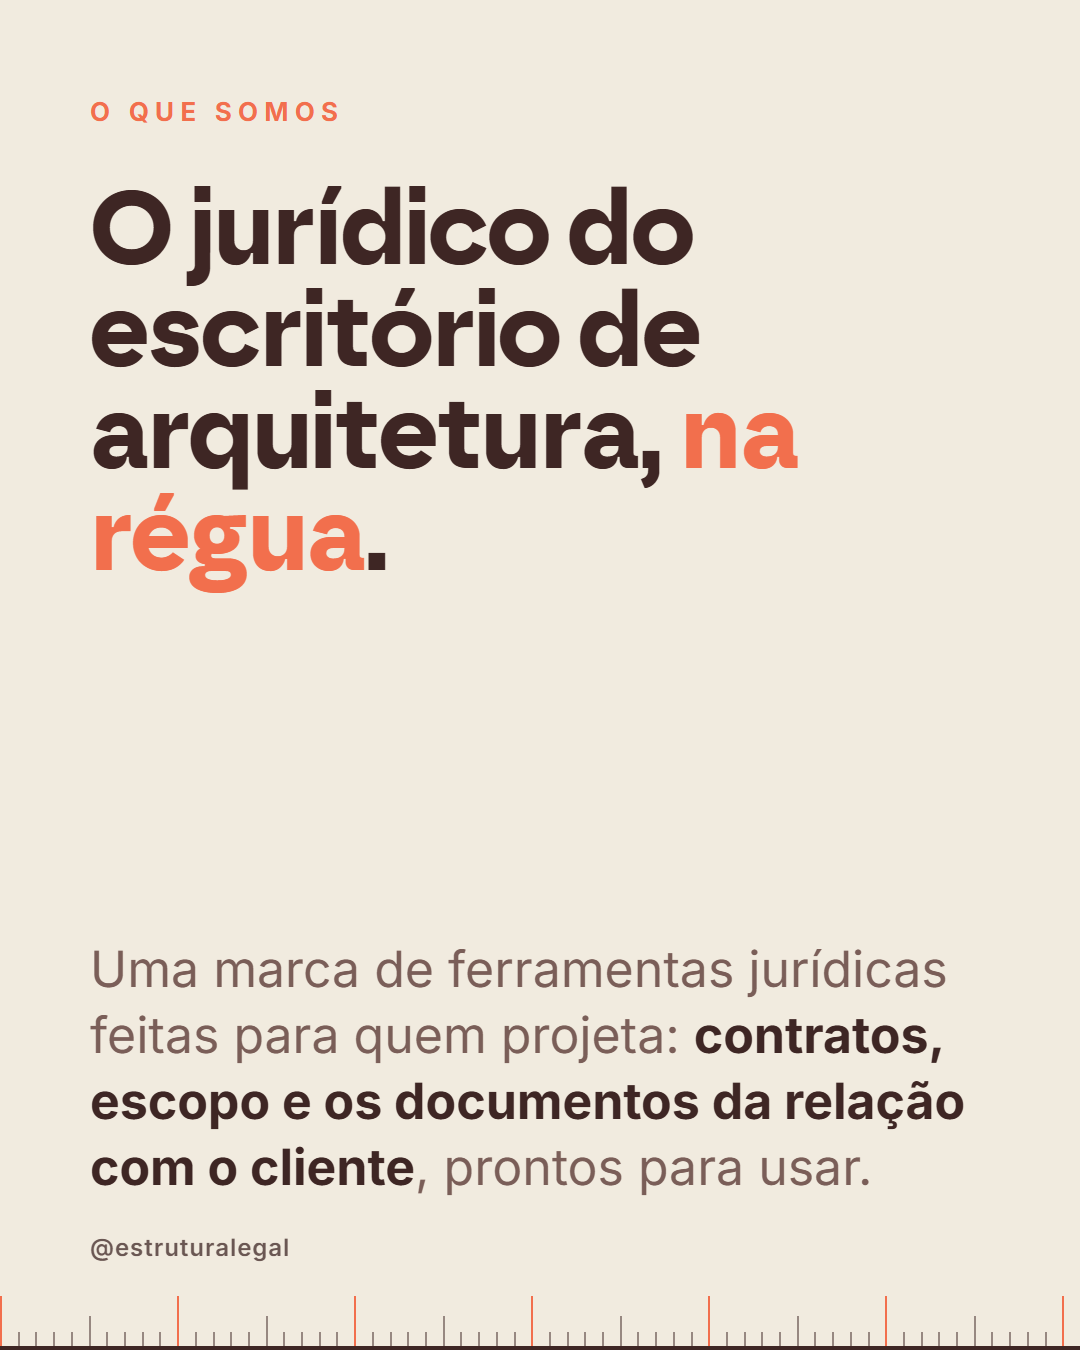 O QUE SOMOS
O jurídico do
escritório de
arquitetura, na
régua.
Uma marca de ferramentas jurídicas
feitas para quem projeta: contratos,
escopo e os documentos da relação
com o cliente, prontos para usar.
@estruturalegal